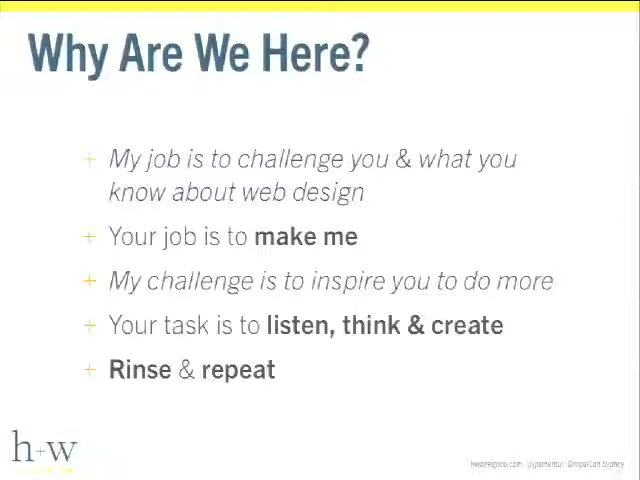 Why Are We Here?
+ My job is to challenge you & what you
know about web design
+ Your job is to make me
+ My challenge is to inspire you to do more
+ Your task is to listen, think & create
+ Rinse & repeat
h+w
DrupalCon Sydney